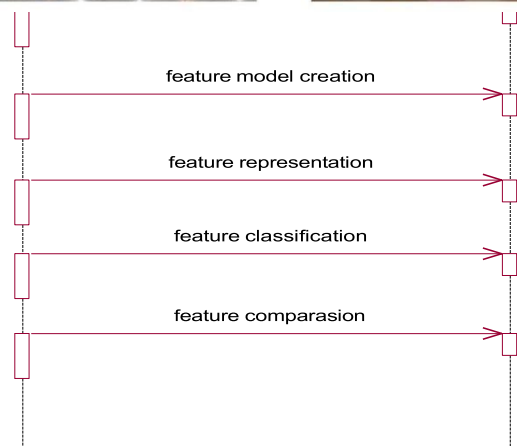 feature model creation
feature representation
feature classification
feature comparasion